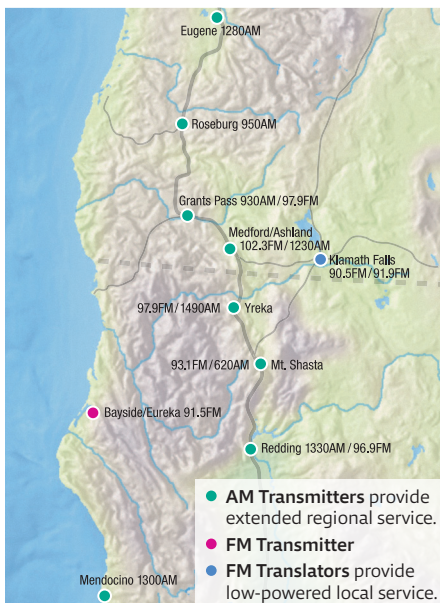 Eugene 1280AM
Roseburg 950AM
Grants Pass 930AM / 97.9FM
Medford/Ashland
102.3FM / 1230AM
Klamath Falls
90.5FM / 91.9FM
97.9FM / 1490AM
Yreka
93.1FM / 620AM
Mt. Shasta
Bayside/Eureka 91.5FM
Redding 1330AM / 96.9FM
AM Transmitters provide
extended regional service.
FM Transmitter
FM Translators provide
low-powered local service.
Mendocino 1300AM